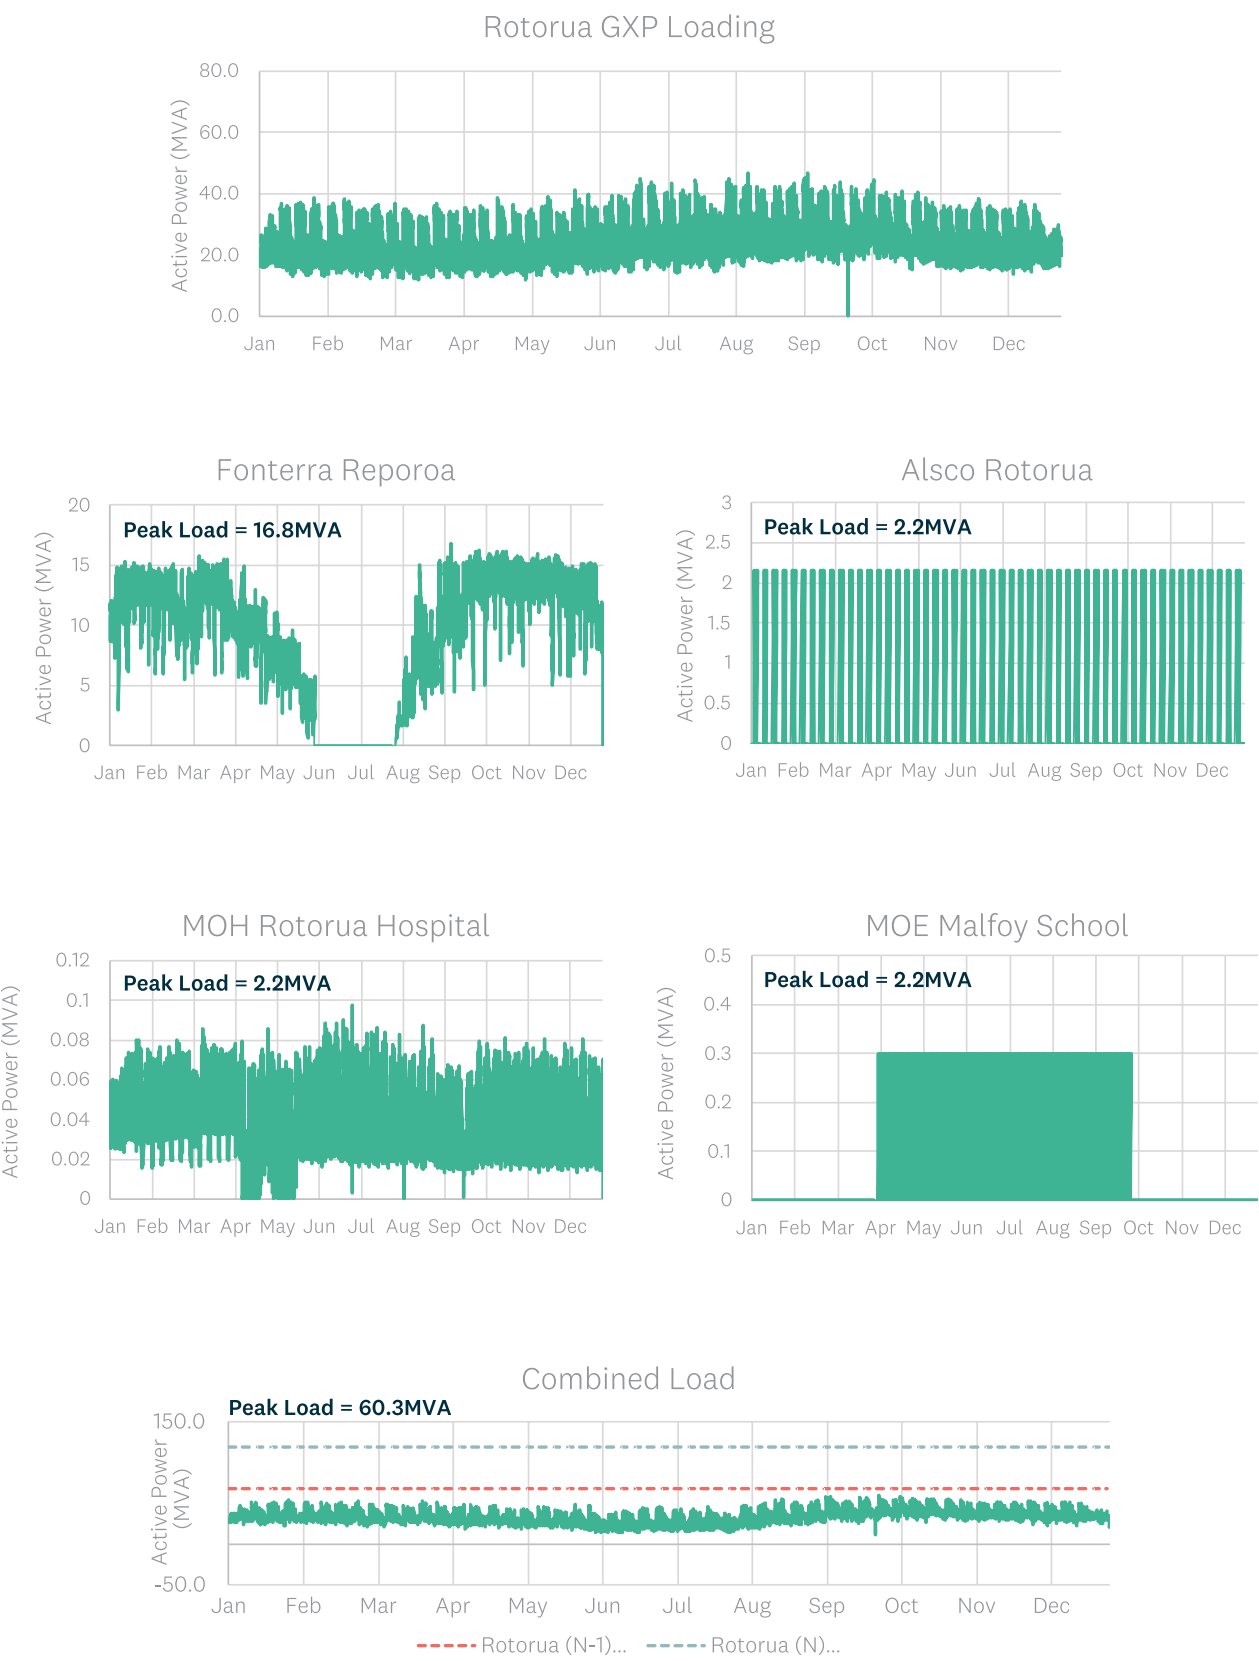 Rotorua GXP Loading
Active Power (MVA)
80.0
60.0
40.0
20.0
0.0
Jan Feb Mar Apr May Jun Jul Aug Sep Oct Nov Dec
Fonterra Reporoa
Peak Load = 16.8MVA
Active Power (MVA)
20
15
10
5
0
Jan Feb Mar Apr May Jun Jul Aug Sep Oct Nov Dec
Alsco Rotorua
Peak Load = 2.2MVA
Active Power (MVA)
3
2.5
2
1.5
1
0.5
0
Jan Feb Mar Apr May Jun Jul Aug Sep Oct Nov Dec
MOH Rotorua Hospital
Peak Load = 2.2MVA
Active Power (MVA)
0.12
0.1
0.08
0.06
0.04
0.02
0
Jan Feb Mar Apr May Jun Jul Aug Sep Oct Nov Dec
MOE Malfoy School
Peak Load = 2.2MVA
Active Power (MVA)
0.5
0.4
0.3
0.2
0.1
0
Jan Feb Mar Apr May Jun Jul Aug Sep Oct Nov Dec
Combined Load
Peak Load = 60.3MVA
Active Power
(MVA)
150.0
-50.0
Jan Feb Mar Apr May Jun Jul Aug Sep Oct Nov Dec
Rotorua (N-1)... Rotorua (N)...